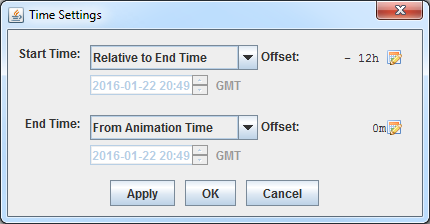 Time Settings
Start Time: Relative to End Time Offset: - 12h
2016-01-22 20:49 GMT
End Time: From Animation Time Offset: 0m
2016-01-22 20:49 GMT
Apply OK Cancel